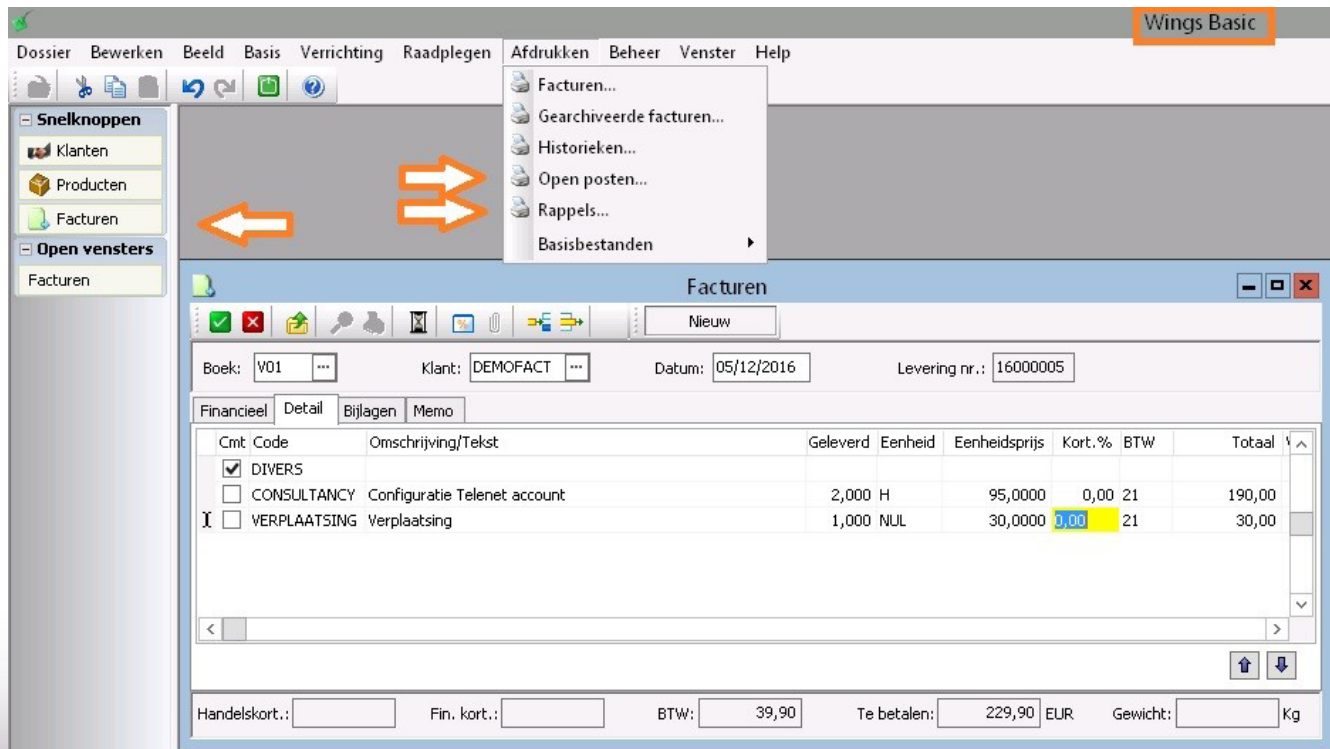 Wings Basic
Dossier Bewerken Beeld Basis Verrichting Raadplegen Afdrukken Beheer Venster Help
Facturen...
Gearchiveerde facturen...
Historieken...
Open posten...
Rappels...
Basisbestanden
Snelknoppen
Klanten
Producten
Facturen
Open vensters
Facturen
Facturen
Nieuw
Boek: V01 Klant: DEMOFACT Datum: 05/12/2016 Levering nr.: 16000005
Financieel Detail Bijlagen Memo
Cmt Code Omschrijving/Tekst Geleverd Eenheid Eenheidsprijs Kort.% BTW Totaal
DIVERS
CONSULTANCY Configuratie Telenet account 2,000 H 95,0000 0,00 21 190,00
VERPLAATSING Verplaatsing 1,000 NUL 30,0000 0,00 21 30,00
Handelskort.: Fin. kort.: BTW: 39,90 Te betalen: 229,90 EUR Gewicht: Kg